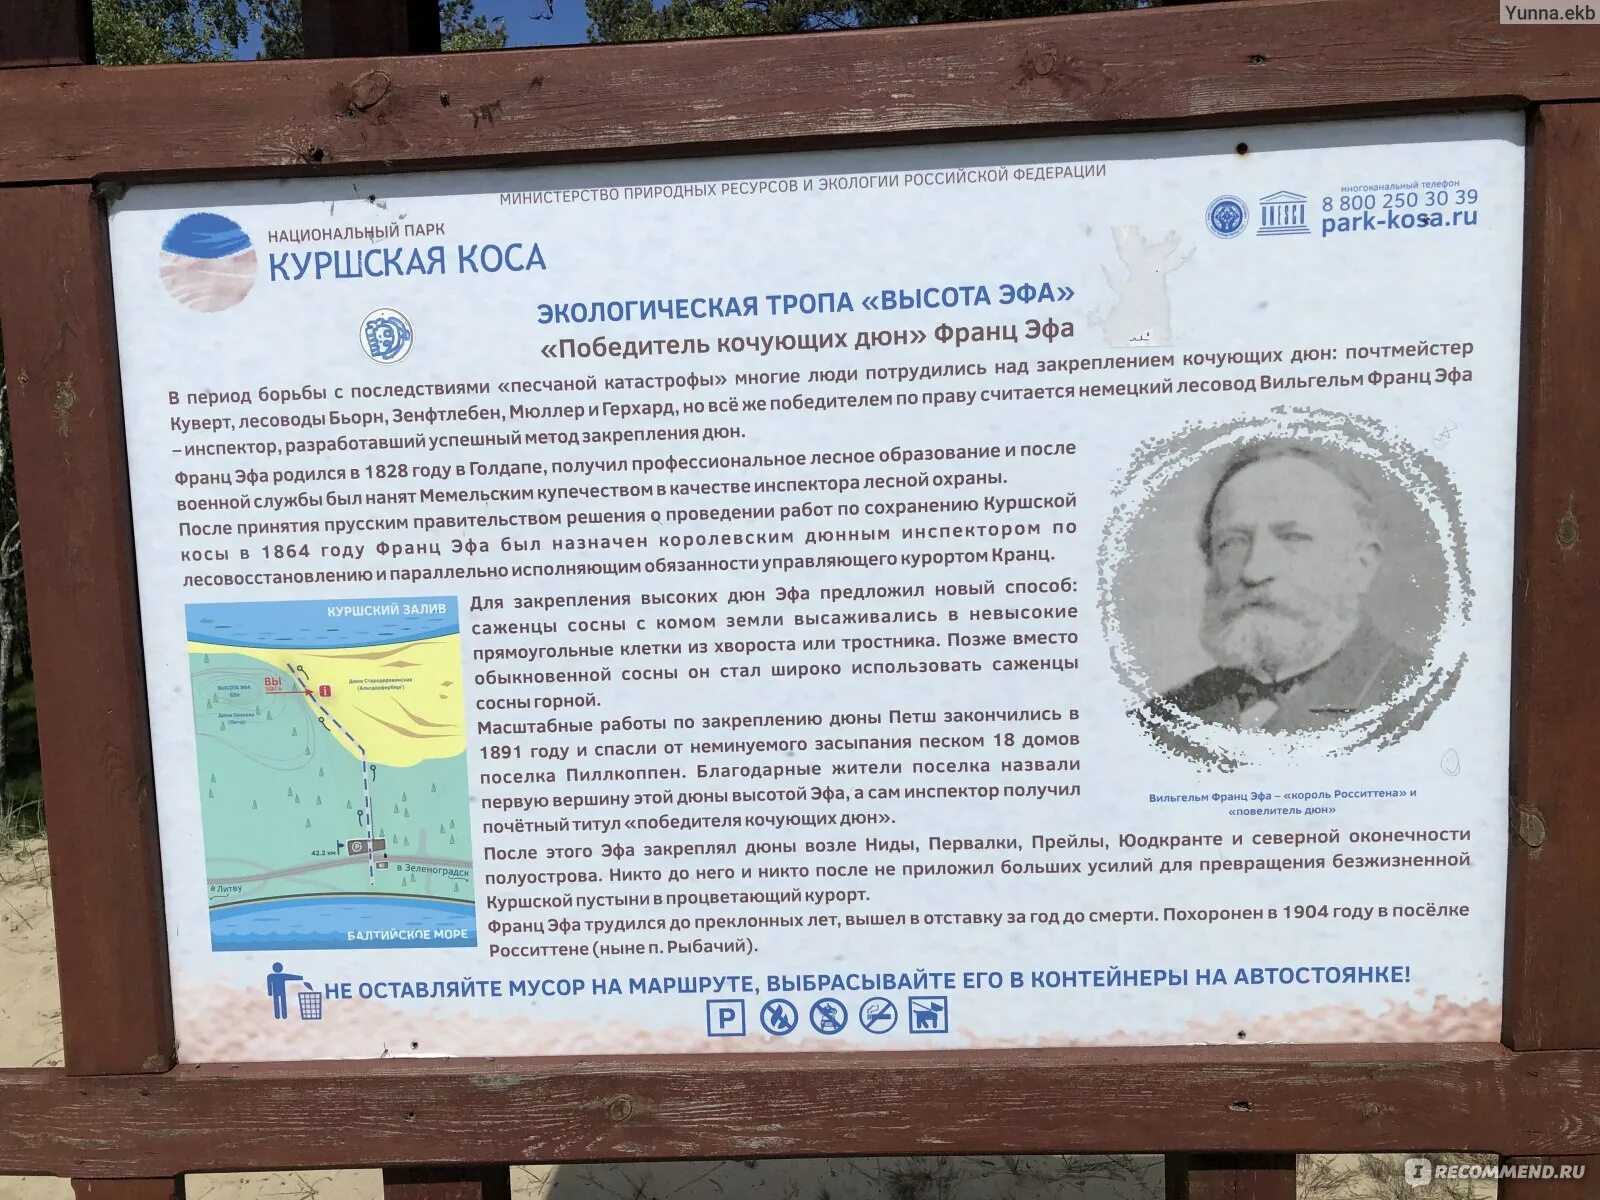 Yunna.ekb
МИНИСТЕРСТВО ПРИРОДНЫХ РЕСУРСОВ И ЭКОЛОГИИ РОССИЙСКОЙ ФЕДЕРАЦИИ
НАЦИОНАЛЬНЫЙ ПАРК
КУРШСКАЯ КОСА
UNESCO
многоканальный телефон
8 800 250 30 39
park-kosa.ru
ЭКОЛОГИЧЕСКАЯ ТРОПА «ВЫСОТА ЭФА»
«Победитель кочующих дюн» Франц Эфа
В период борьбы с последствиями «песчаной катастрофы» многие люди потрудились над закреплением кочующих дюн: почтмейстер
Куверт, лесоводы Бьорн, Зенфтлебен, Мюллер и Герхард, но всё же победителем по праву считается немецкий лесовод Вильгельм Франц Эфа
– инспектор, разработавший успешный метод закрепления дюн.
Франц Эфа родился в 1828 году в Голдапе, получил профессиональное лесное образование и после
военной службы был нанят Мемельским купечеством в качестве инспектора лесной охраны.
После принятия прусским правительством решения о проведении работ по сохранению Куршской
косы в 1864 году Франц Эфа был назначен королевским дюнным инспектором по
лесовосстановлению и параллельно исполняющим обязанности управляющего курортом Кранц.
Для закрепления высоких дюн Эфа предложил новый способ:
саженцы сосны с комом земли высаживались в невысокие
прямоугольные клетки из хвороста или тростника. Позже вместо
обыкновенной сосны он стал широко использовать саженцы
сосны горной.
Масштабные работы по закреплению дюны Петш закончились в
1891 году и спасли от неминуемого засыпания песком 18 домов
поселка Пиллкоппен. Благодарные жители поселка назвали
первую вершину этой дюны высотой Эфа, а сам инспектор получил
почётный титул «победителя кочующих дюн».
После этого Эфа закреплял дюны возле Ниды, Первалки, Прейлы, Юодкранте и северной оконечности
полуострова. Никто до него и никто после не приложил больших усилий для превращения безжизненной
Куршской пустыни в процветающий курорт.
Франц Эфа трудился до преклонных лет, вышел в отставку за год до смерти. Похоронен в 1904 году в посёлке
Росситтене (ныне п. Рыбачий).
КУРШСКИЙ ЗАЛИВ
ВЫСОТА ЭФА
62м
ВЫ
ЗДЕСЬ
i
Дюна Стародеревенская
(Альтдорферберг)
Дюна Орехова
(Петш)
42.2 км
P
в Зеленоградск
в Литву
БАЛТИЙСКОЕ МОРЕ
Вильгельм Франц Эфа – «король Росситтена» и
«повелитель дюн»
НЕ ОСТАВЛЯЙТЕ МУСОР НА МАРШРУТЕ, ВЫБРАСЫВАЙТЕ ЕГО В КОНТЕЙНЕРЫ НА АВТОСТОЯНКЕ!
P
IRECOMMEND.RU